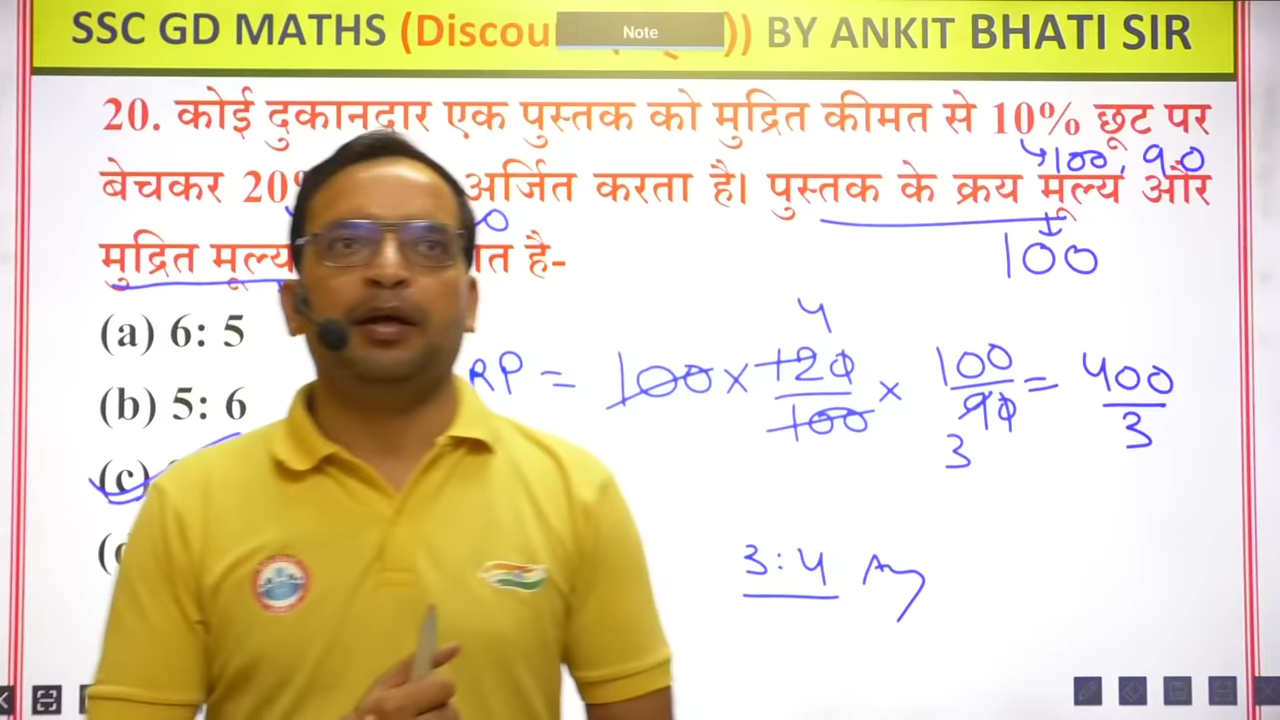 SSC GD MATHS (Discou )) BY ANKIT BHATI SIR
Note
20. कोई दुकानदार एक पुस्तक को मुद्रित कीमत से 10% छूट पर
100, 90
बेचकर 20 अर्जित करता है। पुस्तक के क्रय मूल्य और
100
मुद्रित मूल्य है-
(a) 6: 5
(b) 5: 6
(c)
RP = 100 × 120/100 × 100/90 = 400/3
4
3
3:4 Ans